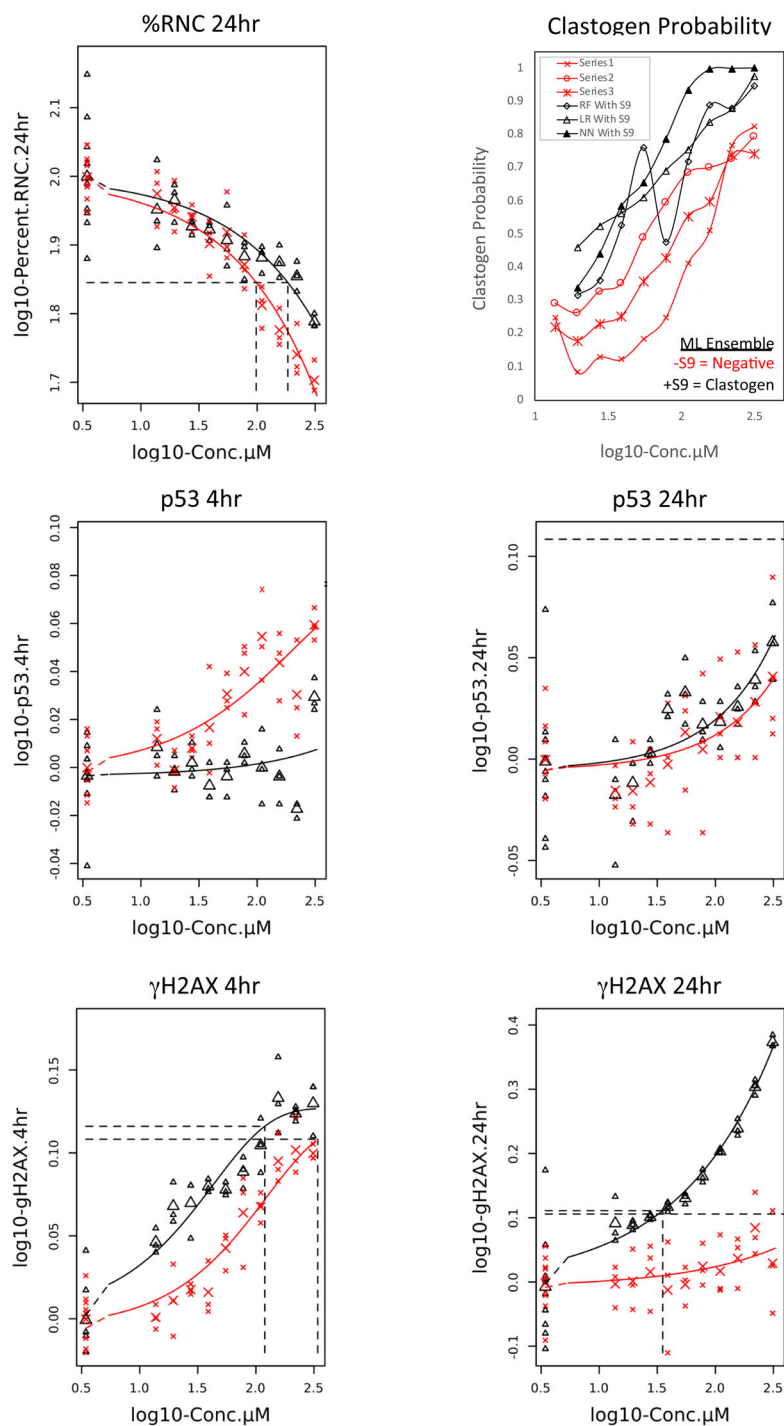 %RNC 24hr
log10-Percent.RNC.24hr
2.1
2.0
1.9
1.8
1.7
0.5 1.0 1.5 2.0 2.5
log10-Conc.µM
Clastogen Probability
Clastogen Probability
1
0.9
0.8
0.7
0.6
0.5
0.4
0.3
0.2
0.1
0
Series1
Series2
Series3
RF With S9
LR With S9
NN With S9
ML Ensemble
-S9 = Negative
+S9 = Clastogen
1 1.5 2 2.5
log10-Conc.µM
p53 4hr
log10-p53.4hr
0.10
0.08
0.06
0.04
0.02
0.00
-0.02
-0.04
0.5 1.0 1.5 2.0 2.5
log10-Conc.µM
p53 24hr
log10-p53.24hr
0.10
0.05
0.00
-0.05
0.5 1.0 1.5 2.0 2.5
log10-Conc.µM
γH2AX 4hr
log10-gH2AX.4hr
0.15
0.10
0.05
0.00
0.5 1.0 1.5 2.0 2.5
log10-Conc.µM
γH2AX 24hr
log10-gH2AX.24hr
0.4
0.3
0.2
0.1
0.0
-0.1
0.5 1.0 1.5 2.0 2.5
log10-Conc.µM